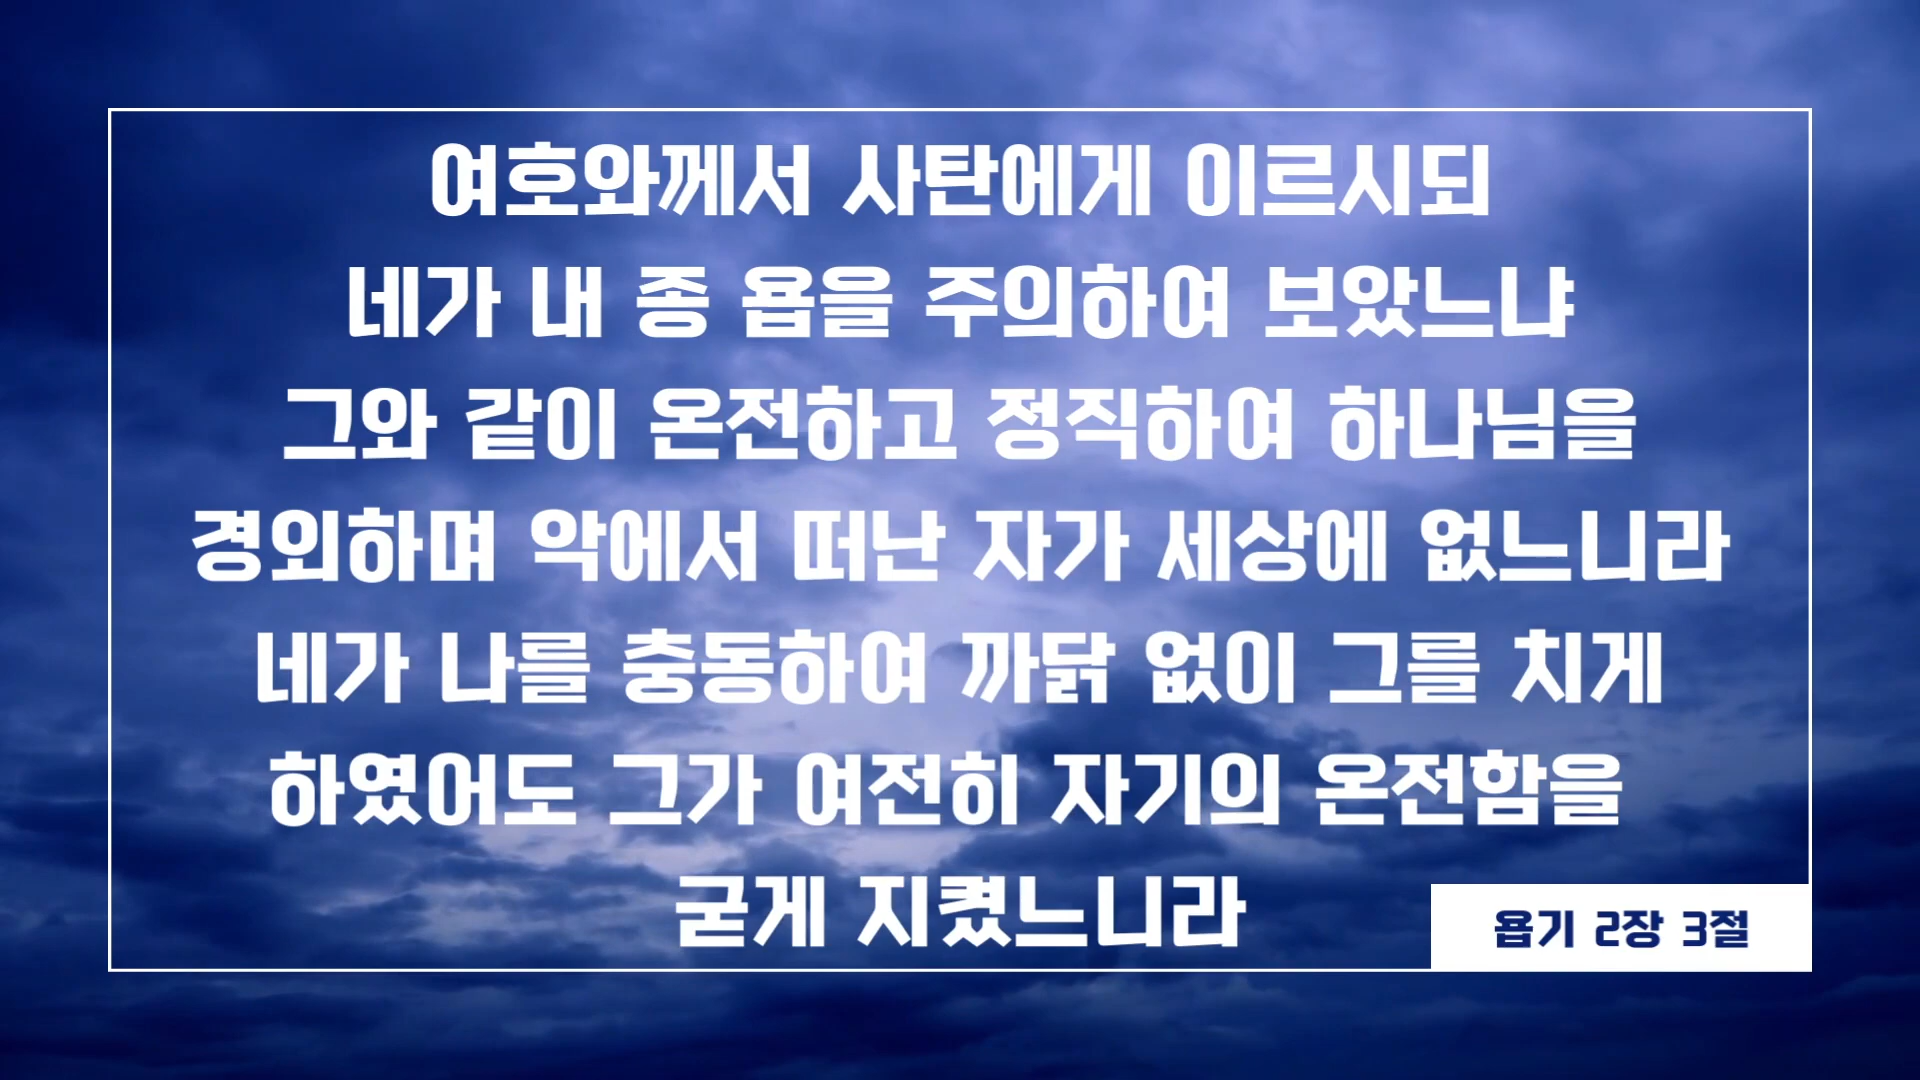 여호와께서 사탄에게 이르시되
네가 내 종 욥을 주의하여 보았느냐
그와 같이 온전하고 정직하여 하나님을
경외하며 악에서 떠난 자가 세상에 없느니라
네가 나를 충동하여 까닭 없이 그를 치게
하였어도 그가 여전히 자기의 온전함을
굳게 지켰느니라
욥기 2장 3절